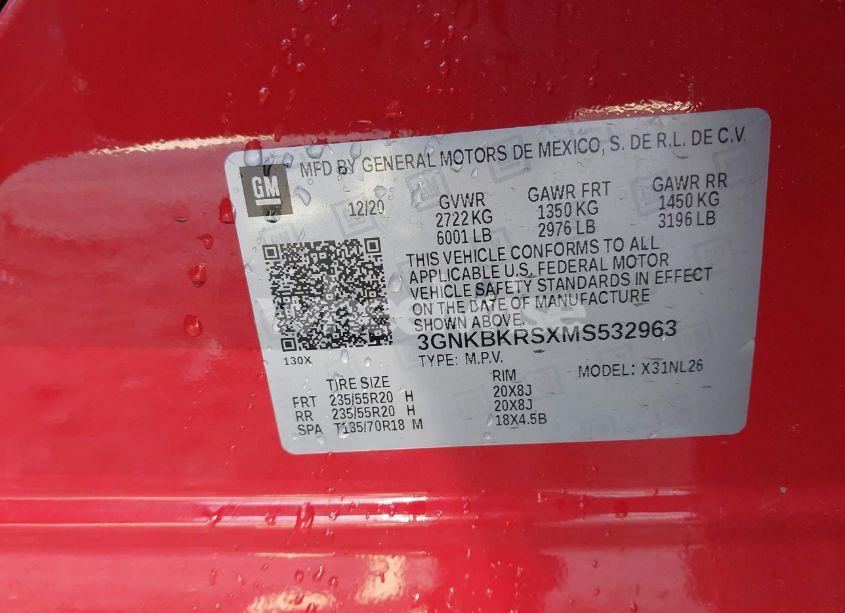 MFD BY GENERAL MOTORS DE MEXICO, S. DE R.L. DE C.V.
GM
12/20
GVWR
2722 KG
6001 LB
GAWR FRT
1350 KG
2976 LB
GAWR RR
1450 KG
3196 LB
THIS VEHICLE CONFORMS TO ALL
APPLICABLE U.S. FEDERAL MOTOR
VEHICLE SAFETY STANDARDS IN EFFECT
ON THE DATE OF MANUFACTURE
SHOWN ABOVE.
3GNKBKRSXMS532963
130X
TYPE: M.P.V.
MODEL: X31NL26
TIRE SIZE
RIM
FRT 235/55R20 H 20X8J
RR 235/55R20 H 20X8J
SPA T135/70R18 M 18X4.5B